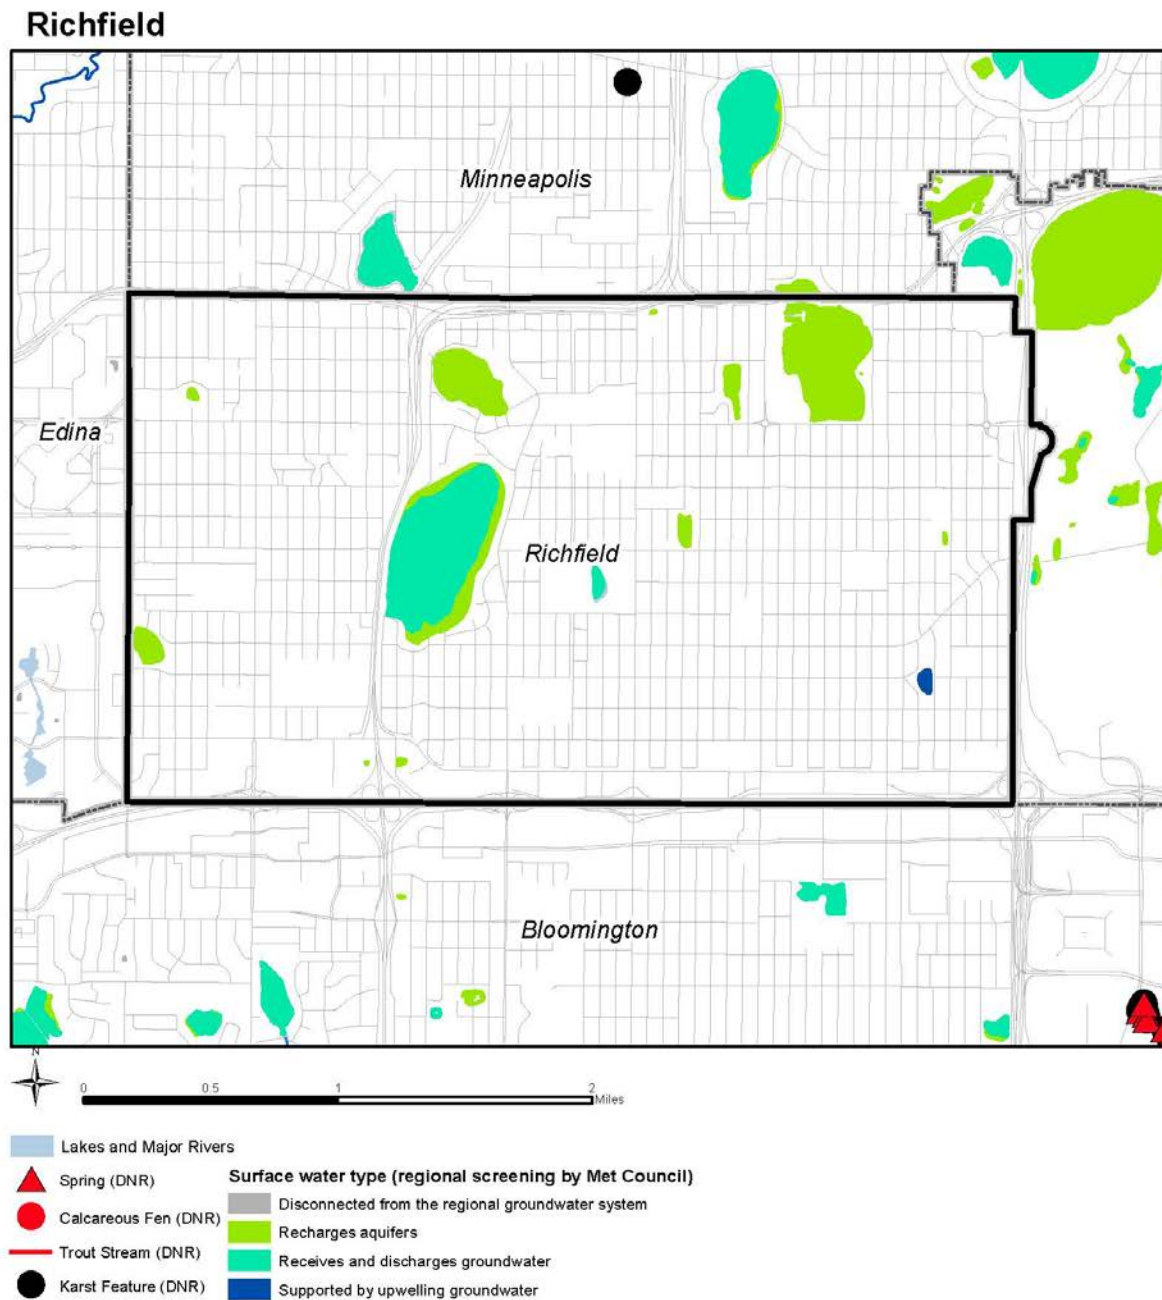 Richfield
Minneapolis
Edina
Richfield
Bloomington
N
0 0.5 1 2
Miles
Lakes and Major Rivers
Spring (DNR)
Calcareous Fen (DNR)
Trout Stream (DNR)
Karst Feature (DNR)
Surface water type (regional screening by Met Council)
Disconnected from the regional groundwater system
Recharges aquifers
Receives and discharges groundwater
Supported by upwelling groundwater